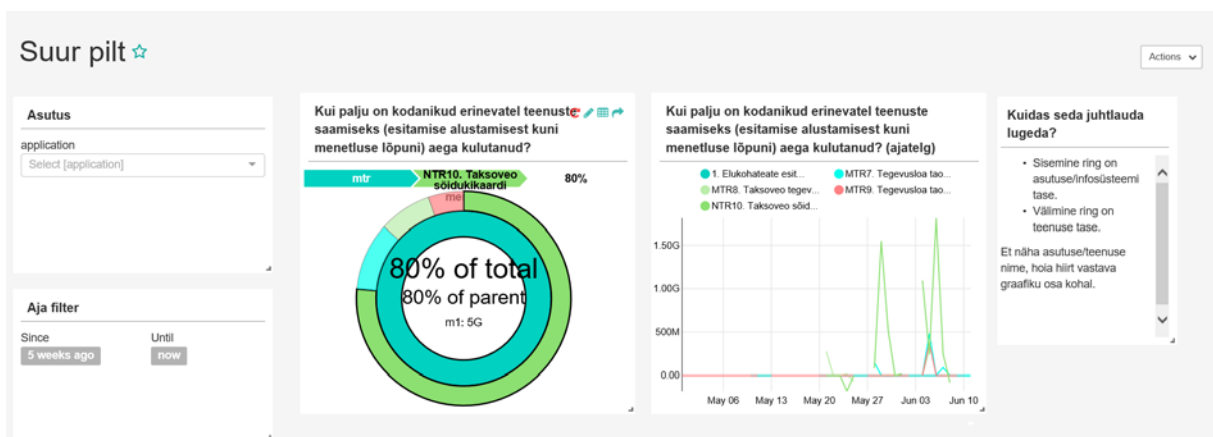 Suur pilt
Actions
Asutus
application
Select [application]
Aja filter
Since
Until
5 weeks ago
now
Kui palju on kodanikud erinevatel teenuste
saamiseks (esitamise alustamisest kuni
menetluse lõpuni) aega kulutanud?
mtr
NTR10. Taksoveo
sõidukikaardi
me
80%
80% of total
80% of parent
m1: 5G
Kui palju on kodanikud erinevatel teenuste
saamiseks (esitamise alustamisest kuni
menetluse lõpuni) aega kulutanud? (ajatelg)
1. Elukohateate esit...
MTR7. Tegevusloa tao...
MTR8. Taksoveo tegev...
MTR9. Tegevusloa tao...
NTR10. Taksoveo sõid...
1.50G
1.00G
500M
0.00
May 06
May 13
May 20
May 27
Jun 03
Jun 10
Kuidas seda juhtlauda
lugeda?
• Sisemine ring on
asutuse/infosüsteemi
tase.
• Välimine ring on
teenuse tase.
Et näha asutuse/teenuse
nime, hoia hiirt vastava
graafiku osa kohal.